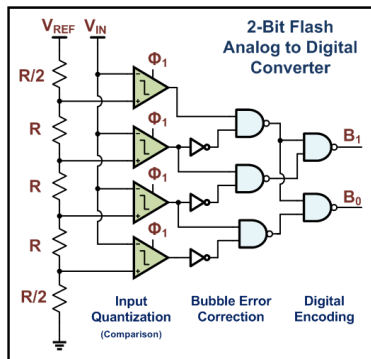 V_REF V_IN
2-Bit Flash
Analog to Digital
Converter
Φ1
R/2
Φ1
R
B1
Φ1
R
B0
Φ1
R
R/2
Input
Quantization
(Comparison)
Bubble Error
Correction
Digital
Encoding